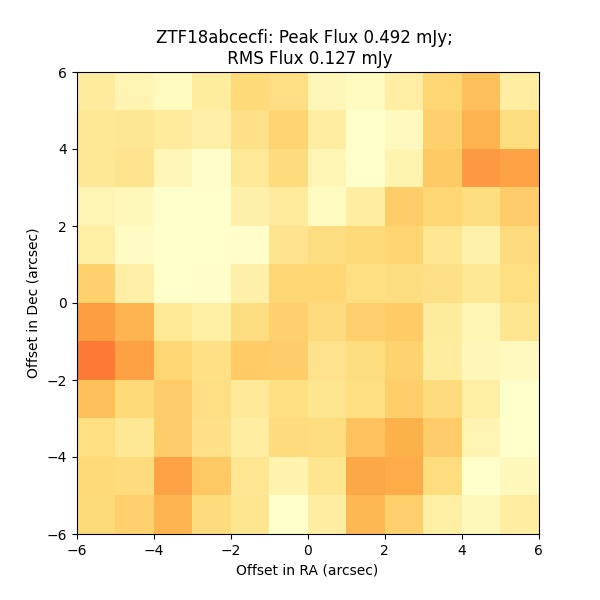 ZTF18abcecfi: Peak Flux 0.492 mJy;
RMS Flux 0.127 mJy
6
4
2
0
−2
−4
−6
Offset in Dec (arcsec)
−6 −4 −2 0 2 4 6
Offset in RA (arcsec)